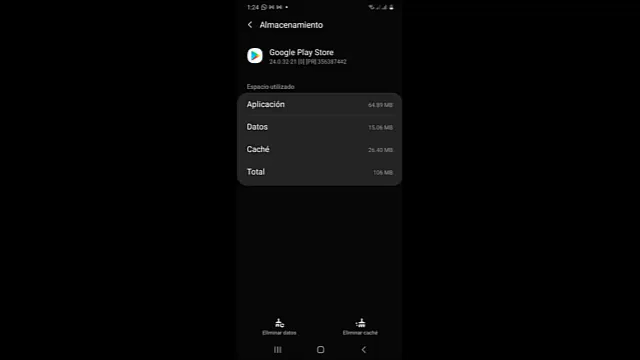 1:24
Almacenamiento
Google Play Store
24.0.32-21 [0] [PR] 356387442
Espacio utilizado
Aplicación 64.89 MB
Datos 15.06 MB
Caché 26.40 MB
Total 106 MB
Eliminar datos Eliminar caché